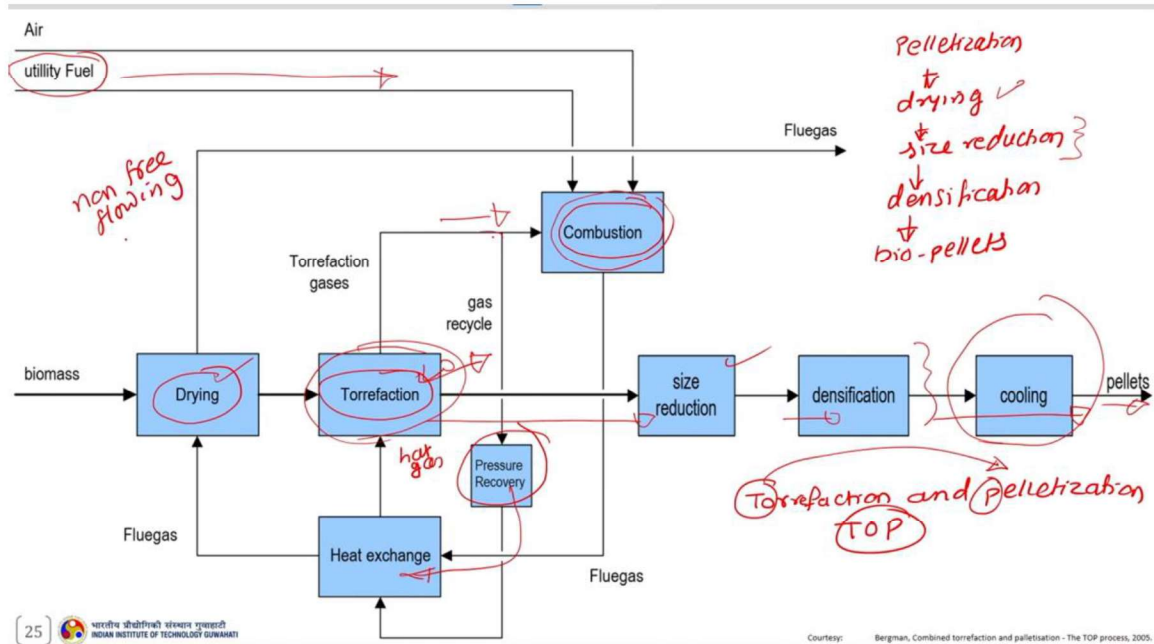 Air
utillity Fuel
Pelletization
drying
size reduction
densification
bio-pellets
Fluegas
non free
flowing
Combustion
Torrefaction
gases
gas
recycle
biomass
Drying
Torrefaction
size
reduction
densification
cooling
pellets
hot
gas
Pressure
Recovery
Torrefaction and Pelletization
TOP
Fluegas
Heat exchange
Fluegas
25
भारतीय प्रौद्योगिकी संस्थान गुवाहाटी
INDIAN INSTITUTE OF TECHNOLOGY GUWAHATI
Courtesy: Bergman, Combined torrefaction and palletisation - The TOP process, 2005.